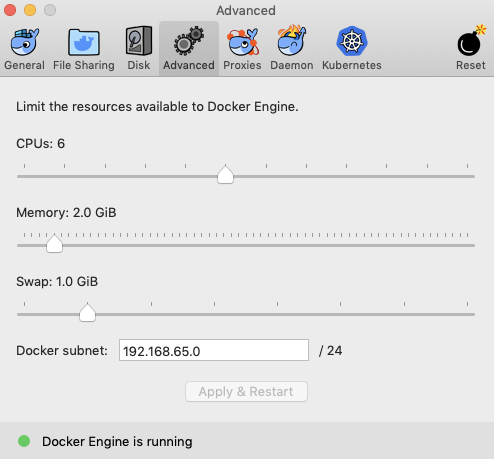 Advanced
General File Sharing Disk Advanced Proxies Daemon Kubernetes Reset
Limit the resources available to Docker Engine.
CPUs: 6
Memory: 2.0 GiB
Swap: 1.0 GiB
Docker subnet: 192.168.65.0 / 24
Apply & Restart
Docker Engine is running